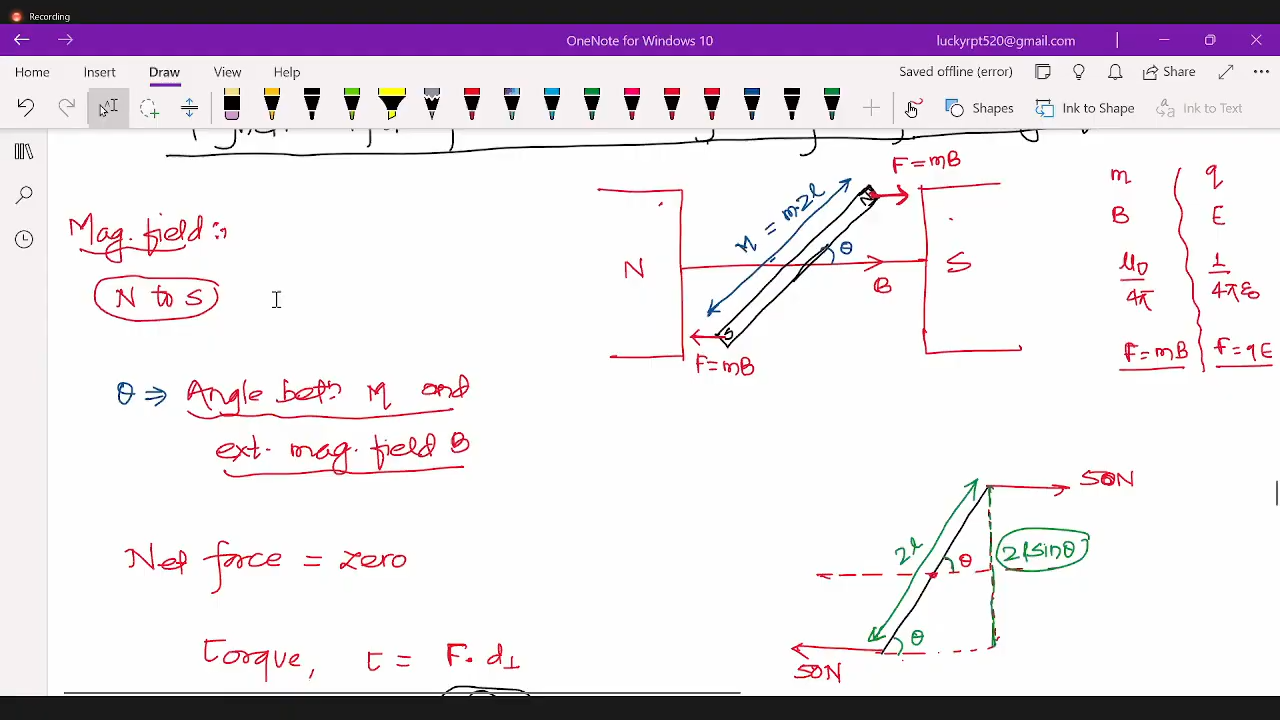 Recording
OneNote for Windows 10
luckyrpt520@gmail.com
Home Insert Draw View Help
Saved offline (error)
Share
Shapes
Ink to Shape
Ink to Text
Mag. field :
N to S
θ ⇒ Angle betn M and
ext. mag. field B
Net force = zero
torque, τ = F. d⊥
F = mB
N
M = m.2l
θ
N
B
S
S
F = mB
m q
B E
μ0/4π 1/4πε0
F = mB F = qE
50N
2l
θ
2lsinθ
θ
50N